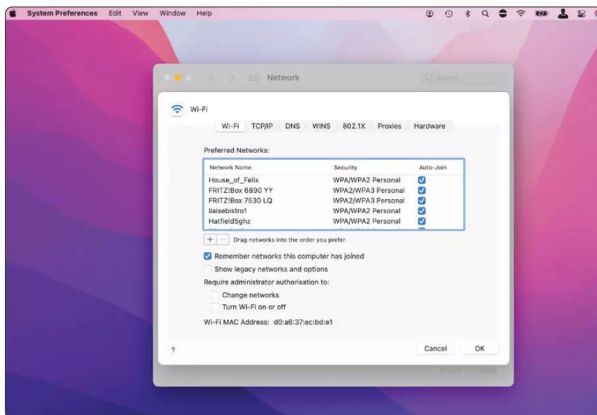 System Preferences Edit View Window Help
Network
Search
Wi-Fi
Wi-Fi TCP/IP DNS WINS 802.1X Proxies Hardware
Preferred Networks:
Network Name Security Auto-Join
House_of_Felix WPA/WPA2 Personal
FRITZ!Box 6890 YY WPA2/WPA3 Personal
FRITZ!Box 7530 LQ WPA2/WPA3 Personal
lialsebistro1 WPA/WPA2 Personal
Hatfield5ghz WPA/WPA2 Personal
+ − Drag networks into the order you prefer.
Remember networks this computer has joined
Show legacy networks and options
Require administrator authorisation to:
Change networks
Turn Wi-Fi on or off
Wi-Fi MAC Address: d0:a6:37:ec:bd:e1
? Cancel OK